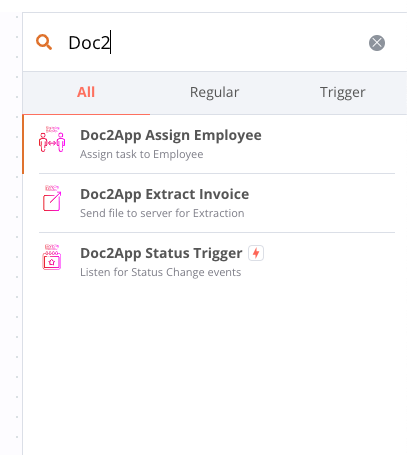 Doc2
All Regular Trigger
Doc2App Assign Employee
Assign task to Employee
Doc2App Extract Invoice
Send file to server for Extraction
Doc2App Status Trigger
Listen for Status Change events